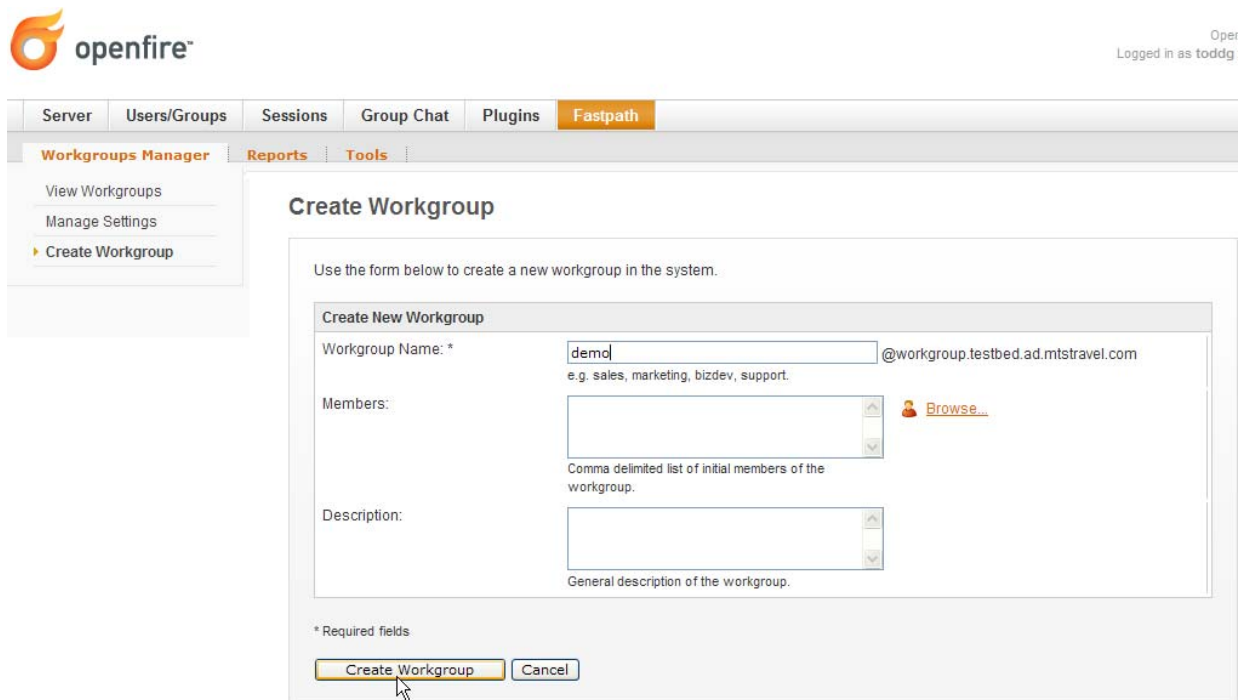 openfire™
Oper
Logged in as toddg
Server Users/Groups Sessions Group Chat Plugins Fastpath
Workgroups Manager Reports Tools
View Workgroups
Manage Settings
Create Workgroup
Create Workgroup
Use the form below to create a new workgroup in the system.
Create New Workgroup
Workgroup Name: * demo @workgroup.testbed.ad.mtstravel.com
e.g. sales, marketing, bizdev, support.
Members: Browse...
Comma delimited list of initial members of the
workgroup.
Description:
General description of the workgroup.
* Required fields
Create Workgroup Cancel